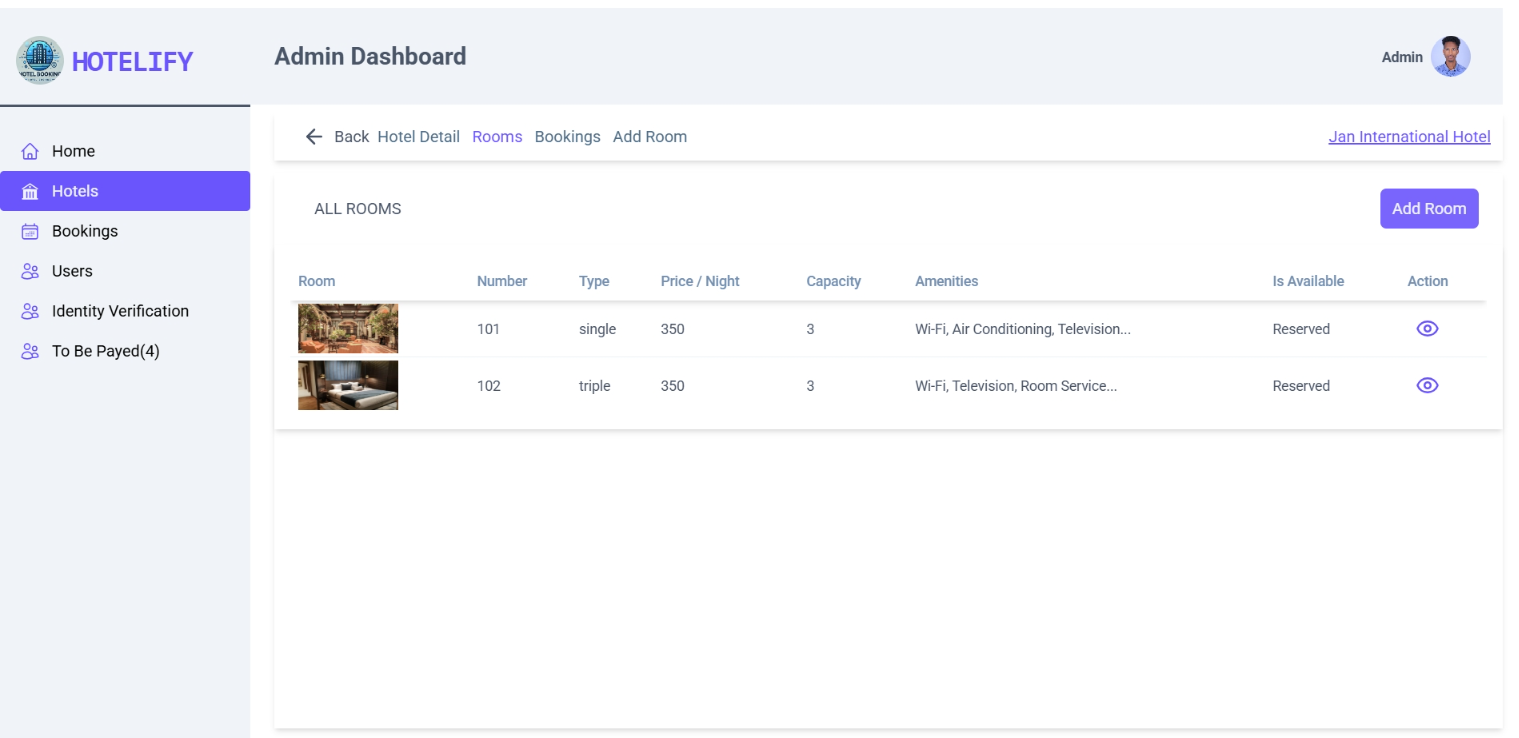 HOTELIFY
Admin Dashboard
Admin
Back Hotel Detail Rooms Bookings Add Room
Jan International Hotel
Home
Hotels
Bookings
Users
Identity Verification
To Be Payed(4)
ALL ROOMS
Add Room
Room Number Type Price / Night Capacity Amenities Is Available Action
101 single 350 3 Wi-Fi, Air Conditioning, Television... Reserved
102 triple 350 3 Wi-Fi, Television, Room Service... Reserved